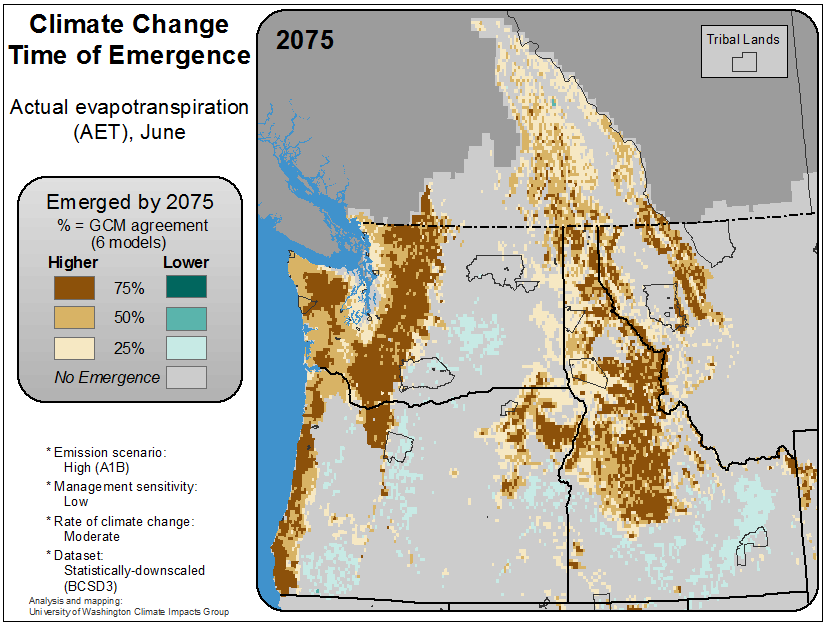 Climate Change
Time of Emergence
Actual evapotranspiration
(AET), June
Emerged by 2075
% = GCM agreement
(6 models)
Higher Lower
75%
50%
25%
No Emergence
* Emission scenario:
High (A1B)
* Management sensitivity:
Low
* Rate of climate change:
Moderate
* Dataset:
Statistically-downscaled
(BCSD3)
Analysis and mapping:
University of Washington Climate Impacts Group
2075
Tribal Lands